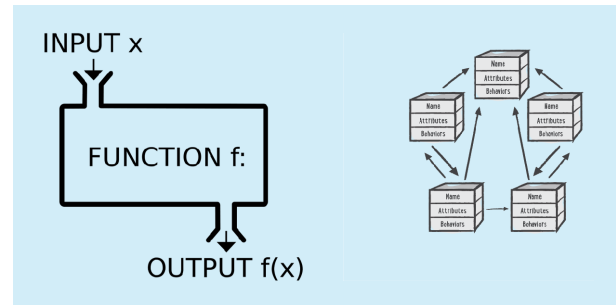 INPUT x
FUNCTION f:
OUTPUT f(x)
Name
Attributes
Behaviors
Name
Attributes
Behaviors
Name
Attributes
Behaviors
Name
Attributes
Behaviors
Name
Attributes
Behaviors